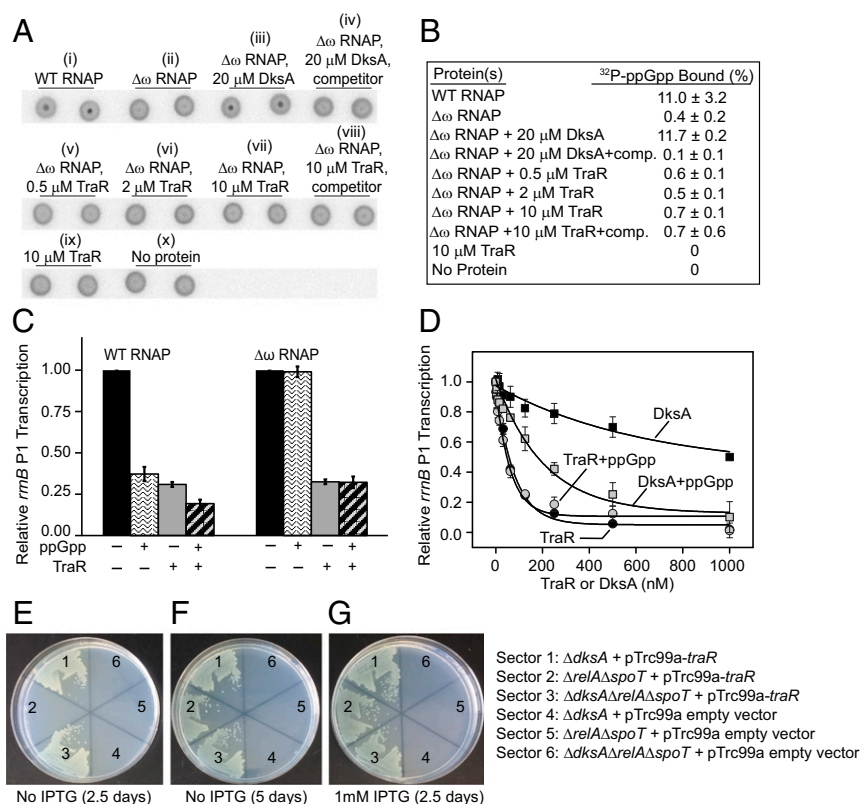 A
(i)
WT RNAP
(ii)
Δω RNAP
(iii)
Δω RNAP,
20 μM DksA
(iv)
Δω RNAP,
20 μM DksA,
competitor
(v)
Δω RNAP,
0.5 μM TraR
(vi)
Δω RNAP,
2 μM TraR
(vii)
Δω RNAP,
10 μM TraR
(viii)
Δω RNAP,
10 μM TraR,
competitor
(ix)
10 μM TraR
(x)
No protein
B
Protein(s) ³²P-ppGpp Bound (%)
WT RNAP 11.0 ± 3.2
Δω RNAP 0.4 ± 0.2
Δω RNAP + 20 μM DksA 11.7 ± 0.2
Δω RNAP + 20 μM DksA+comp. 0.1 ± 0.1
Δω RNAP + 0.5 μM TraR 0.6 ± 0.1
Δω RNAP + 2 μM TraR 0.5 ± 0.1
Δω RNAP + 10 μM TraR 0.7 ± 0.1
Δω RNAP +10 μM TraR+comp. 0.7 ± 0.6
10 μM TraR 0
No Protein 0
C
Relative rrnB P1 Transcription
1.00
0.75
0.50
0.25
0.00
WT RNAP
Δω RNAP
ppGpp – + – + – + – +
TraR – – + + – – + +
D
Relative rrnB P1 Transcription
1.0
0.8
0.6
0.4
0.2
0.0
DksA
TraR+ppGpp
DksA+ppGpp
TraR
0 200 400 600 800 1000
TraR or DksA (nM)
E
1
6
2
5
3
4
No IPTG (2.5 days)
F
1
6
2
5
3
4
No IPTG (5 days)
G
1
6
2
5
3
4
1mM IPTG (2.5 days)
Sector 1: ΔdksA + pTrc99a-traR
Sector 2: ΔrelAΔspoT + pTrc99a-traR
Sector 3: ΔdksAΔrelAΔspoT + pTrc99a-traR
Sector 4: ΔdksA + pTrc99a empty vector
Sector 5: ΔrelAΔspoT + pTrc99a empty vector
Sector 6: ΔdksAΔrelAΔspoT + pTrc99a empty vector